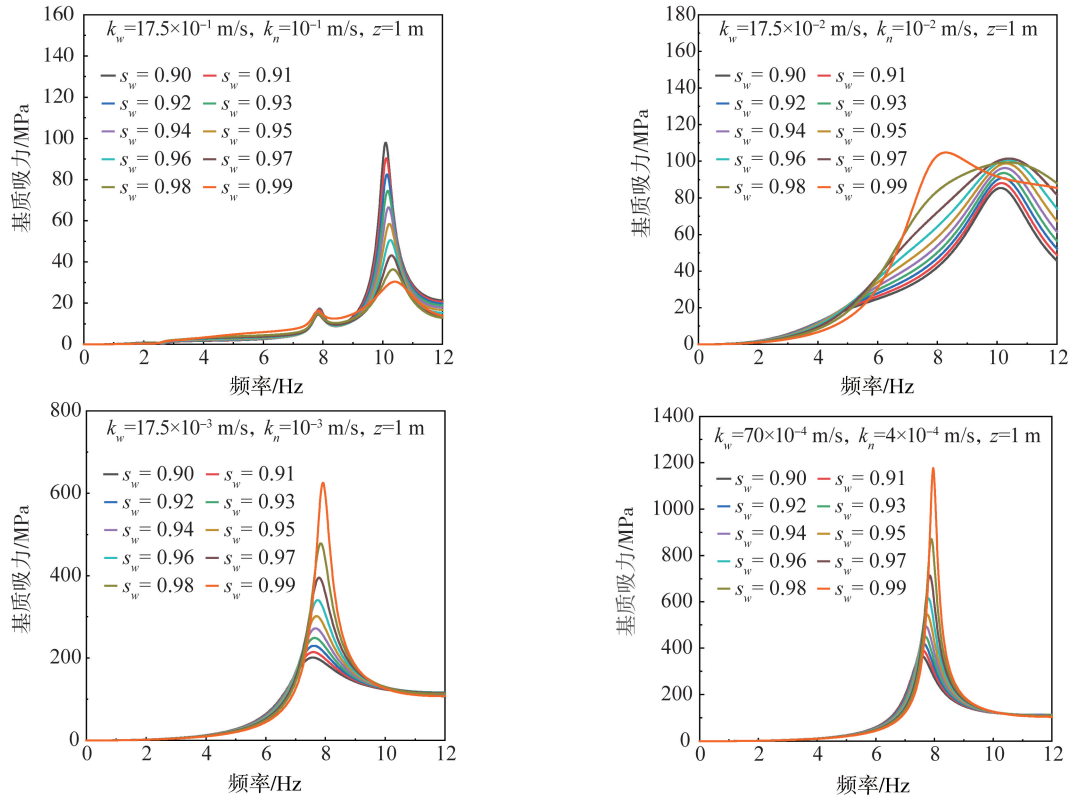 k_w=17.5×10⁻¹ m/s, k_n=10⁻¹ m/s, z=1 m
s_w= 0.90 s_w= 0.91
s_w= 0.92 s_w= 0.93
s_w= 0.94 s_w= 0.95
s_w= 0.96 s_w= 0.97
s_w= 0.98 s_w= 0.99
基质吸力/MPa
160
140
120
100
80
60
40
20
0
0 2 4 6 8 10 12
频率/Hz
k_w=17.5×10⁻² m/s, k_n=10⁻² m/s, z=1 m
s_w= 0.90 s_w= 0.91
s_w= 0.92 s_w= 0.93
s_w= 0.94 s_w= 0.95
s_w= 0.96 s_w= 0.97
s_w= 0.98 s_w= 0.99
基质吸力/MPa
180
160
140
120
100
80
60
40
20
0
0 2 4 6 8 10 12
频率/Hz
k_w=17.5×10⁻³ m/s, k_n=10⁻³ m/s, z=1 m
s_w= 0.90 s_w= 0.91
s_w= 0.92 s_w= 0.93
s_w= 0.94 s_w= 0.95
s_w= 0.96 s_w= 0.97
s_w= 0.98 s_w= 0.99
基质吸力/MPa
800
600
400
200
0
0 2 4 6 8 10 12
频率/Hz
k_w=70×10⁻⁴ m/s, k_n=4×10⁻⁴ m/s, z=1 m
s_w= 0.90 s_w= 0.91
s_w= 0.92 s_w= 0.93
s_w= 0.94 s_w= 0.95
s_w= 0.96 s_w= 0.97
s_w= 0.98 s_w= 0.99
基质吸力/MPa
1400
1200
1000
800
600
400
200
0
0 2 4 6 8 10 12
频率/Hz